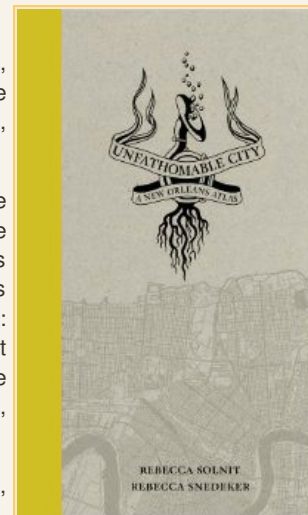 ,
e
,
e
e
s
s
:
t
e
,
,
UNFATHOMABLE CITY
A NEW ORLEANS ATLAS
REBECCA SOLNIT
REBECCA SNEDEKER